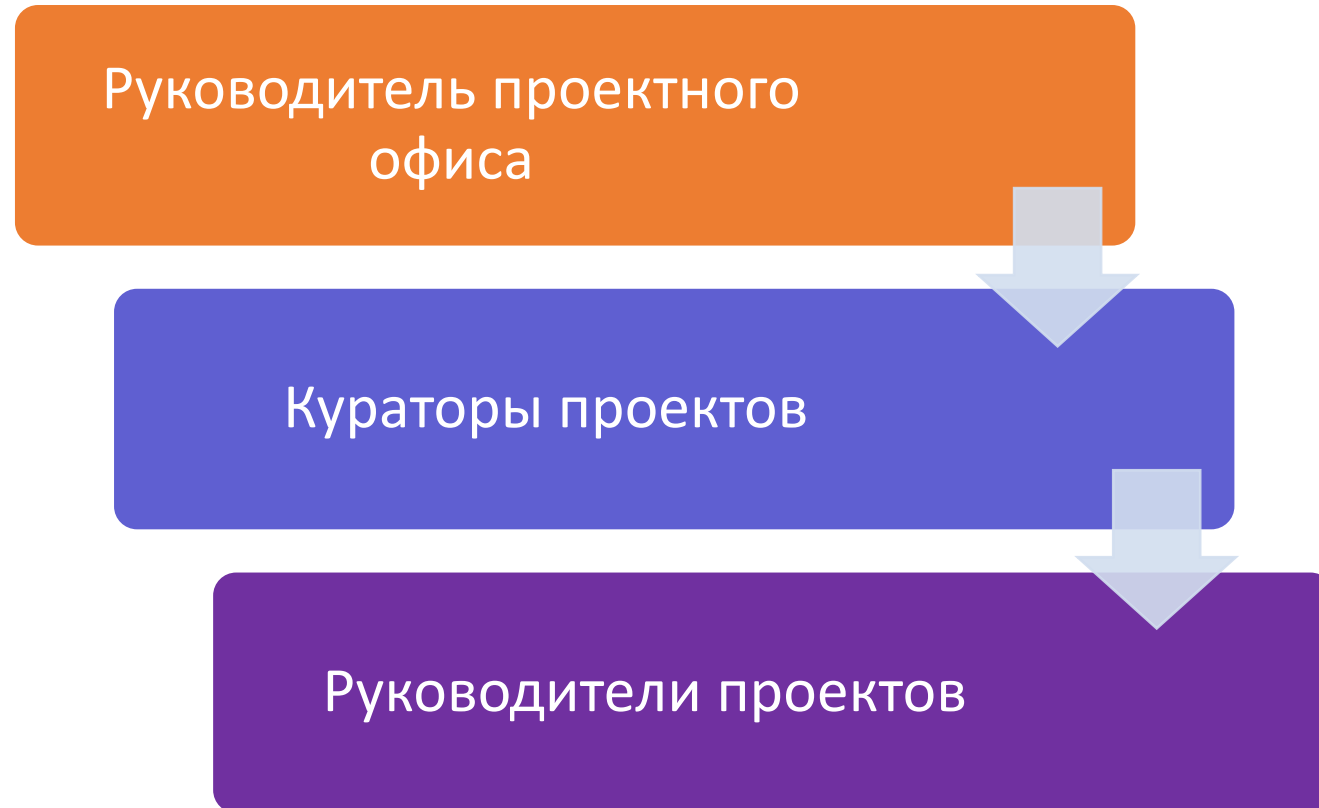 Руководитель проектного
офиса
Кураторы проектов
Руководители проектов